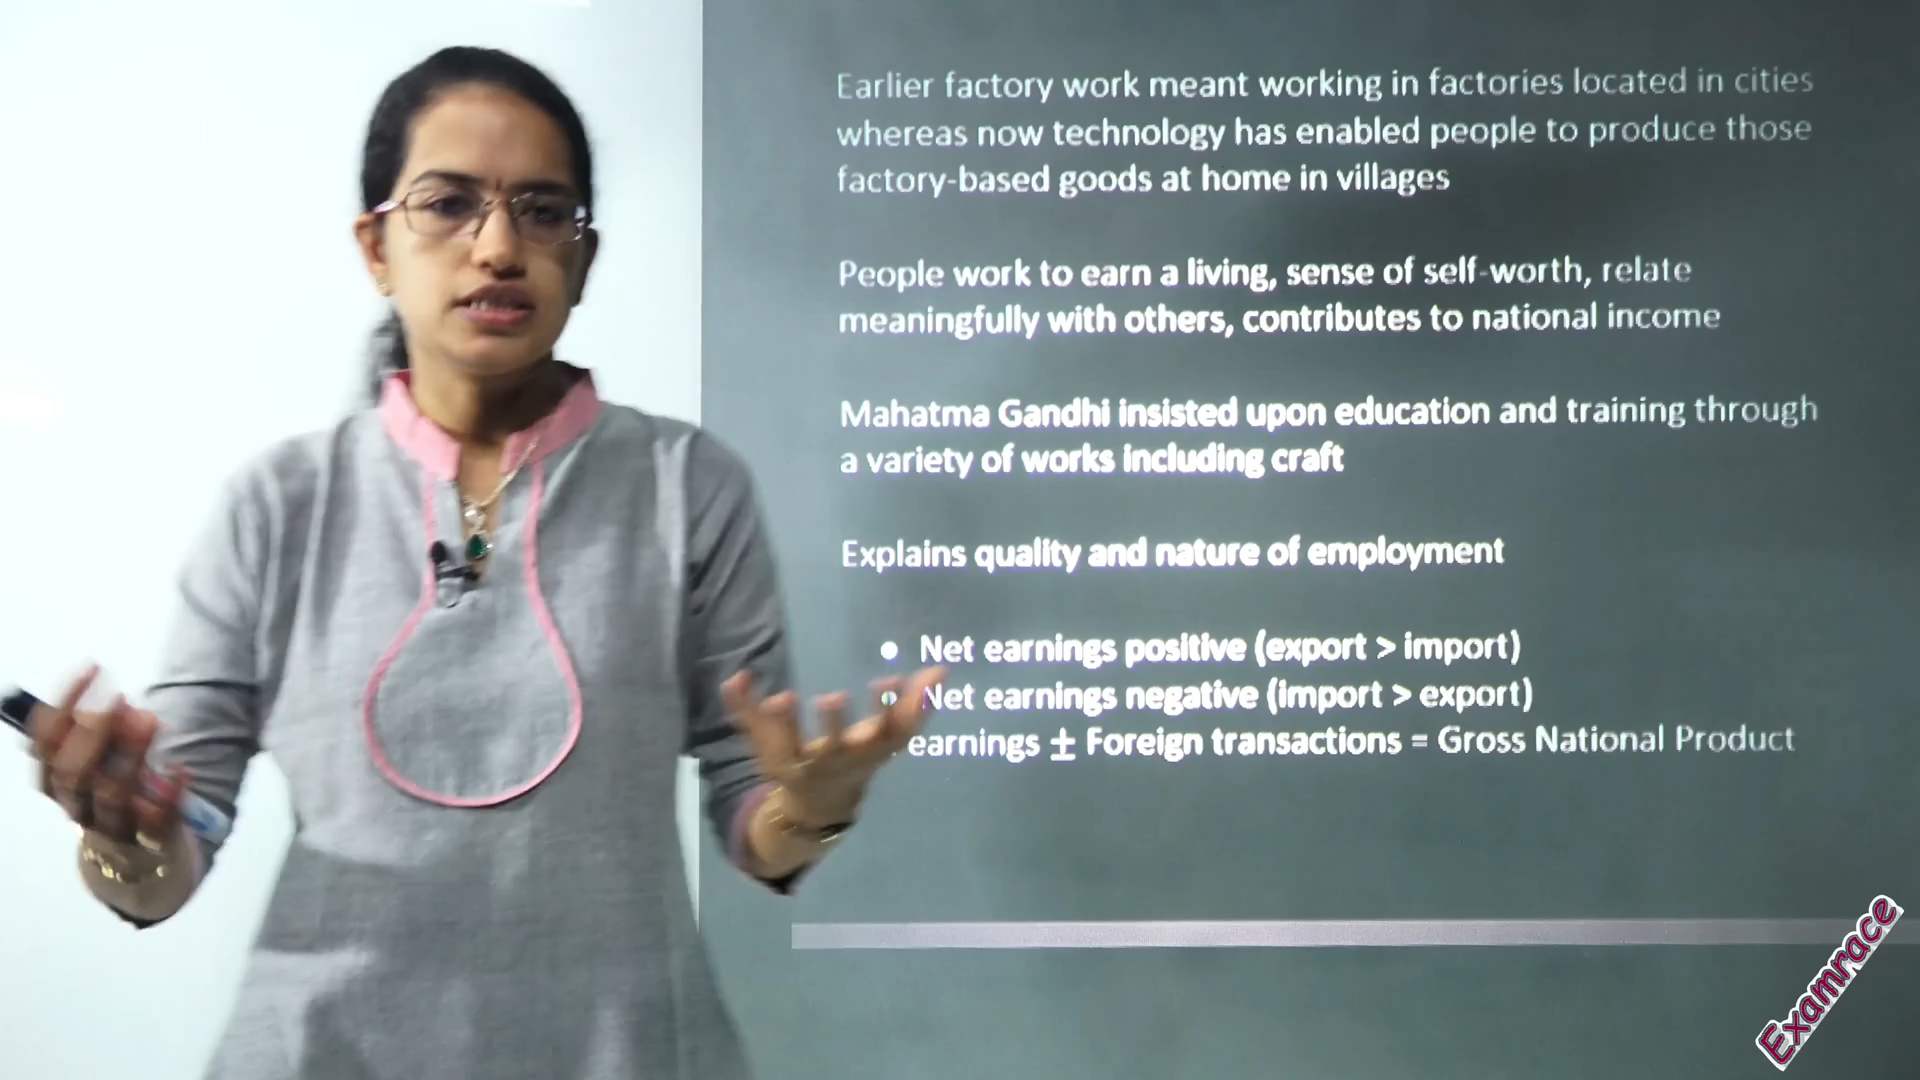 Earlier factory work meant working in factories located in cities
whereas now technology has enabled people to produce those
factory-based goods at home in villages
People work to earn a living, sense of self-worth, relate
meaningfully with others, contributes to national income
Mahatma Gandhi insisted upon education and training through
a variety of works including craft
Explains quality and nature of employment
• Net earnings positive (export > import)
• Net earnings negative (import > export)
earnings ± Foreign transactions = Gross National Product
Examrace